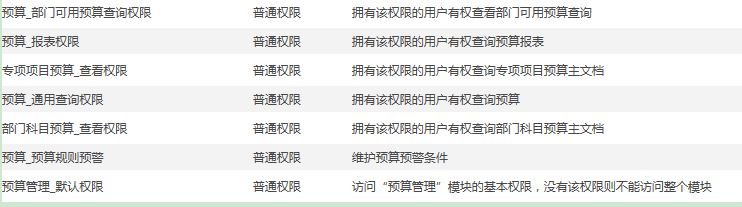 预算_部门可用预算查询权限 普通权限 拥有该权限的用户有权查看部门可用预算查询
预算_报表权限 普通权限 拥有该权限的用户有权查询预算报表
专项项目预算_查看权限 普通权限 拥有该权限的用户有权查询专项项目预算主文档
预算_通用查询权限 普通权限 拥有该权限的用户有权查询预算
部门科目预算_查看权限 普通权限 拥有该权限的用户有权查询部门科目预算主文档
预算_预算规则预警 普通权限 维护预算预警条件
预算管理_默认权限 普通权限 访问“预算管理”模块的基本权限，没有该权限则不能访问整个模块